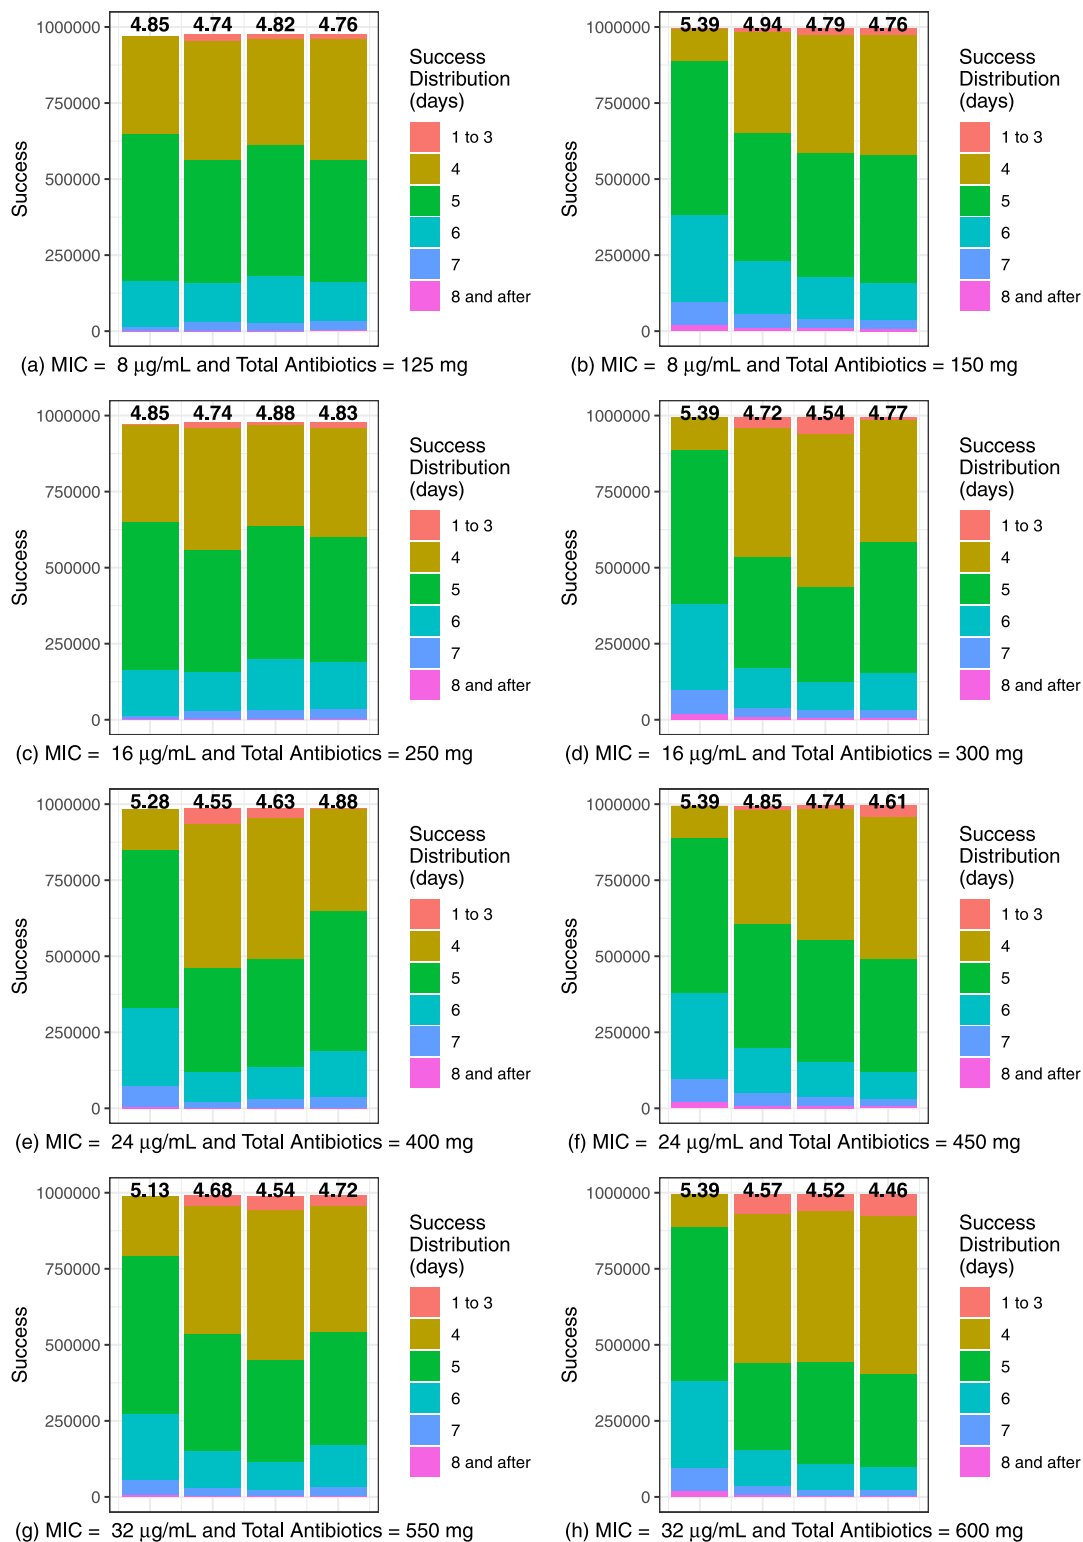 4.85 4.74 4.82 4.76
1000000
750000
500000
250000
0
Success
Success
Distribution
(days)
1 to 3
4
5
6
7
8 and after
(a) MIC = 8 μg/mL and Total Antibiotics = 125 mg
5.39 4.94 4.79 4.76
1000000
750000
500000
250000
0
Success
Success
Distribution
(days)
1 to 3
4
5
6
7
8 and after
(b) MIC = 8 μg/mL and Total Antibiotics = 150 mg
4.85 4.74 4.88 4.83
1000000
750000
500000
250000
0
Success
Success
Distribution
(days)
1 to 3
4
5
6
7
8 and after
(c) MIC = 16 μg/mL and Total Antibiotics = 250 mg
5.39 4.72 4.54 4.77
1000000
750000
500000
250000
0
Success
Success
Distribution
(days)
1 to 3
4
5
6
7
8 and after
(d) MIC = 16 μg/mL and Total Antibiotics = 300 mg
5.28 4.55 4.63 4.88
1000000
750000
500000
250000
0
Success
Success
Distribution
(days)
1 to 3
4
5
6
7
8 and after
(e) MIC = 24 μg/mL and Total Antibiotics = 400 mg
5.39 4.85 4.74 4.61
1000000
750000
500000
250000
0
Success
Success
Distribution
(days)
1 to 3
4
5
6
7
8 and after
(f) MIC = 24 μg/mL and Total Antibiotics = 450 mg
5.13 4.68 4.54 4.72
1000000
750000
500000
250000
0
Success
Success
Distribution
(days)
1 to 3
4
5
6
7
8 and after
(g) MIC = 32 μg/mL and Total Antibiotics = 550 mg
5.39 4.57 4.52 4.46
1000000
750000
500000
250000
0
Success
Success
Distribution
(days)
1 to 3
4
5
6
7
8 and after
(h) MIC = 32 μg/mL and Total Antibiotics = 600 mg